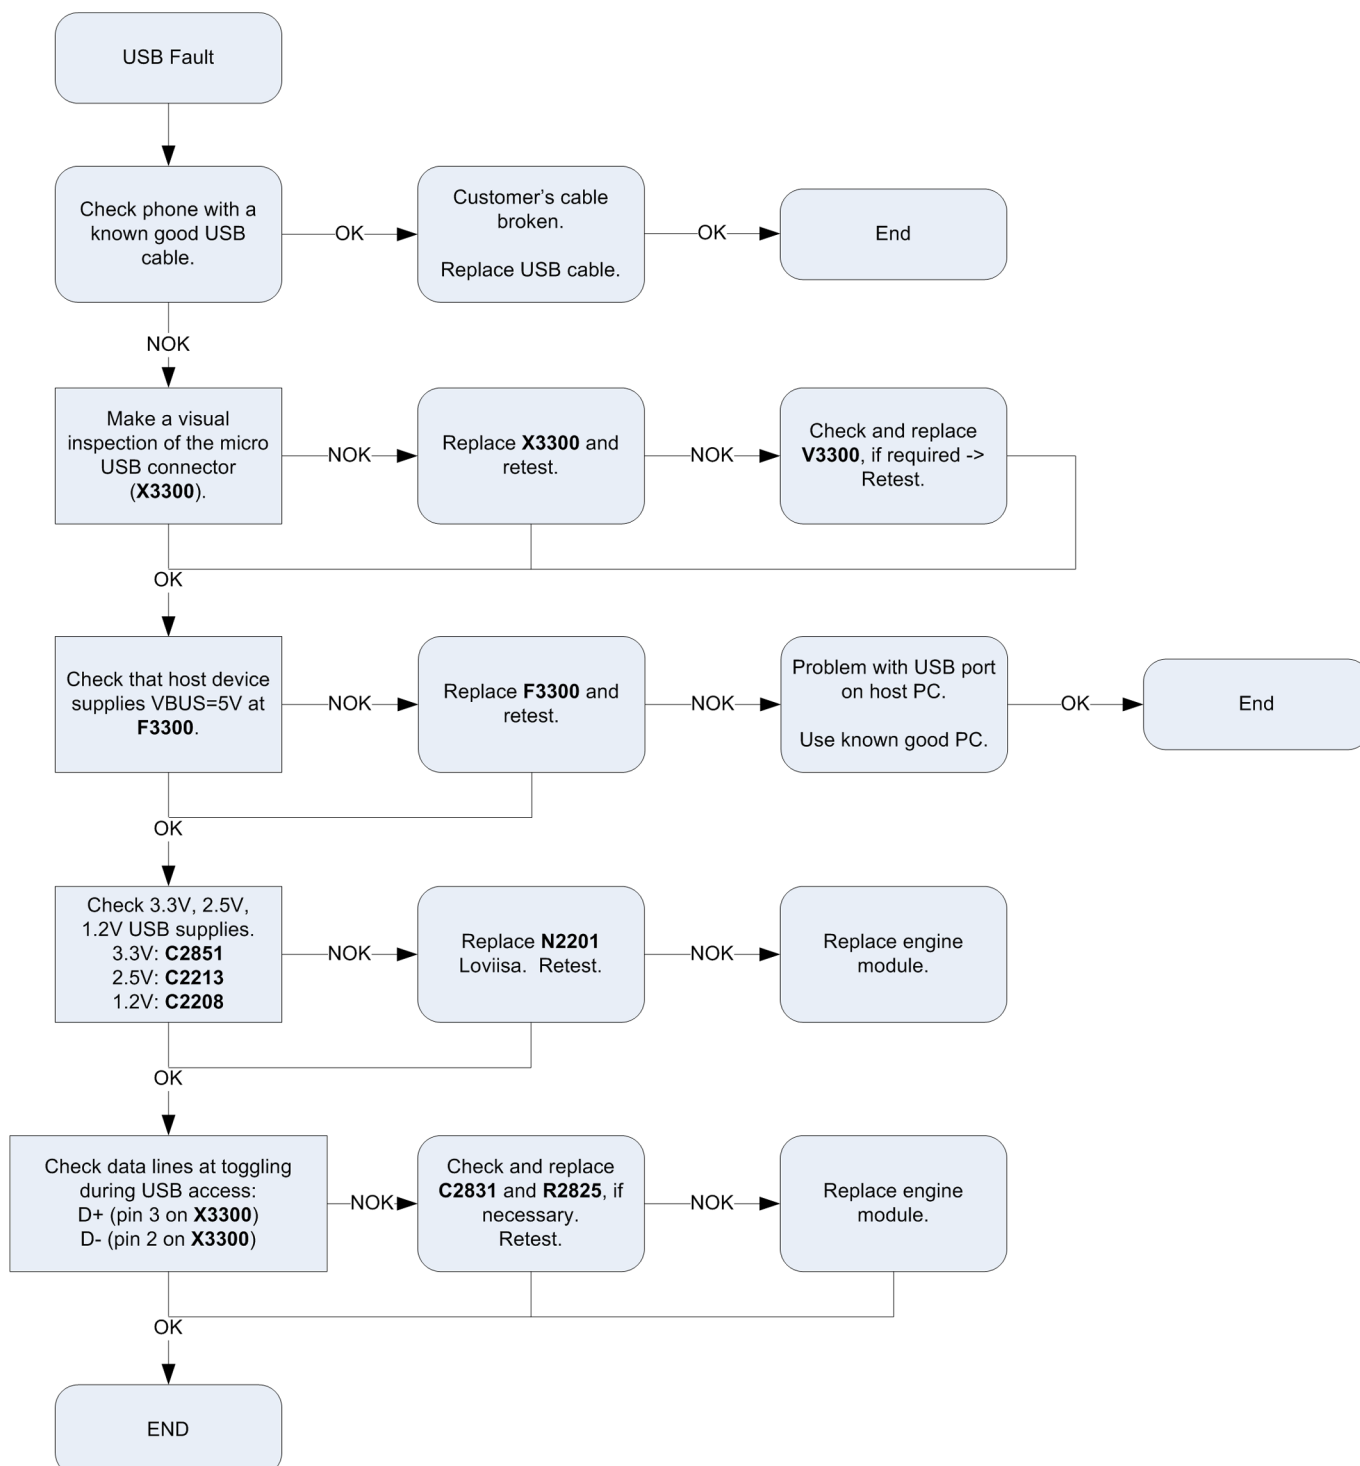 USB Fault
Check phone with a
known good USB
cable.
OK
Customer's cable
broken.
Replace USB cable.
OK
End
NOK
Make a visual
inspection of the micro
USB connector
(X3300).
NOK
Replace X3300 and
retest.
NOK
Check and replace
V3300, if required ->
Retest.
OK
Check that host device
supplies VBUS=5V at
F3300.
NOK
Replace F3300 and
retest.
NOK
Problem with USB port
on host PC.
Use known good PC.
OK
End
OK
Check 3.3V, 2.5V,
1.2V USB supplies.
3.3V: C2851
2.5V: C2213
1.2V: C2208
NOK
Replace N2201
Loviisa.  Retest.
NOK
Replace engine
module.
OK
Check data lines at toggling
during USB access:
D+ (pin 3 on X3300)
D- (pin 2 on X3300)
NOK
Check and replace
C2831 and R2825, if
necessary.
Retest.
NOK
Replace engine
module.
OK
END